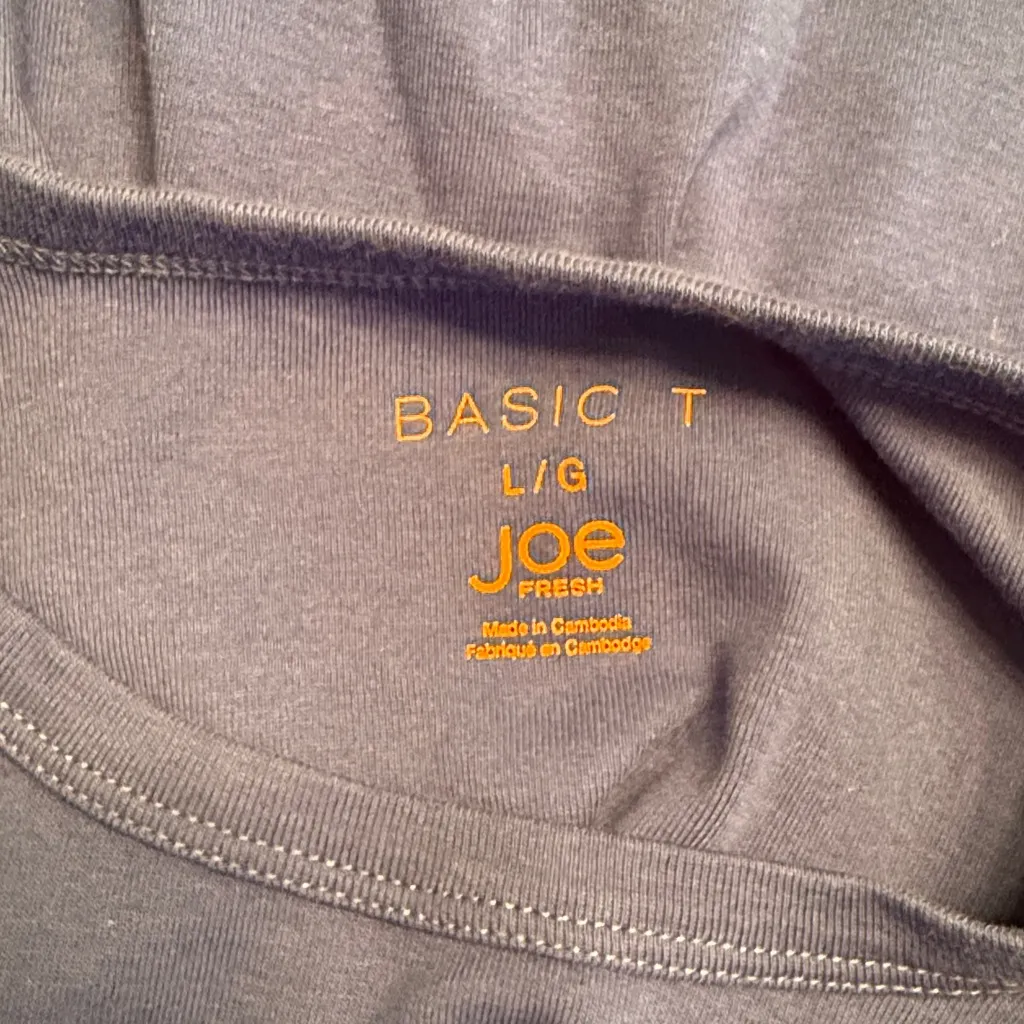 BASIC T
L/G
Joe
FRESH
Made in Cambodia
Fabriqué en Cambodge